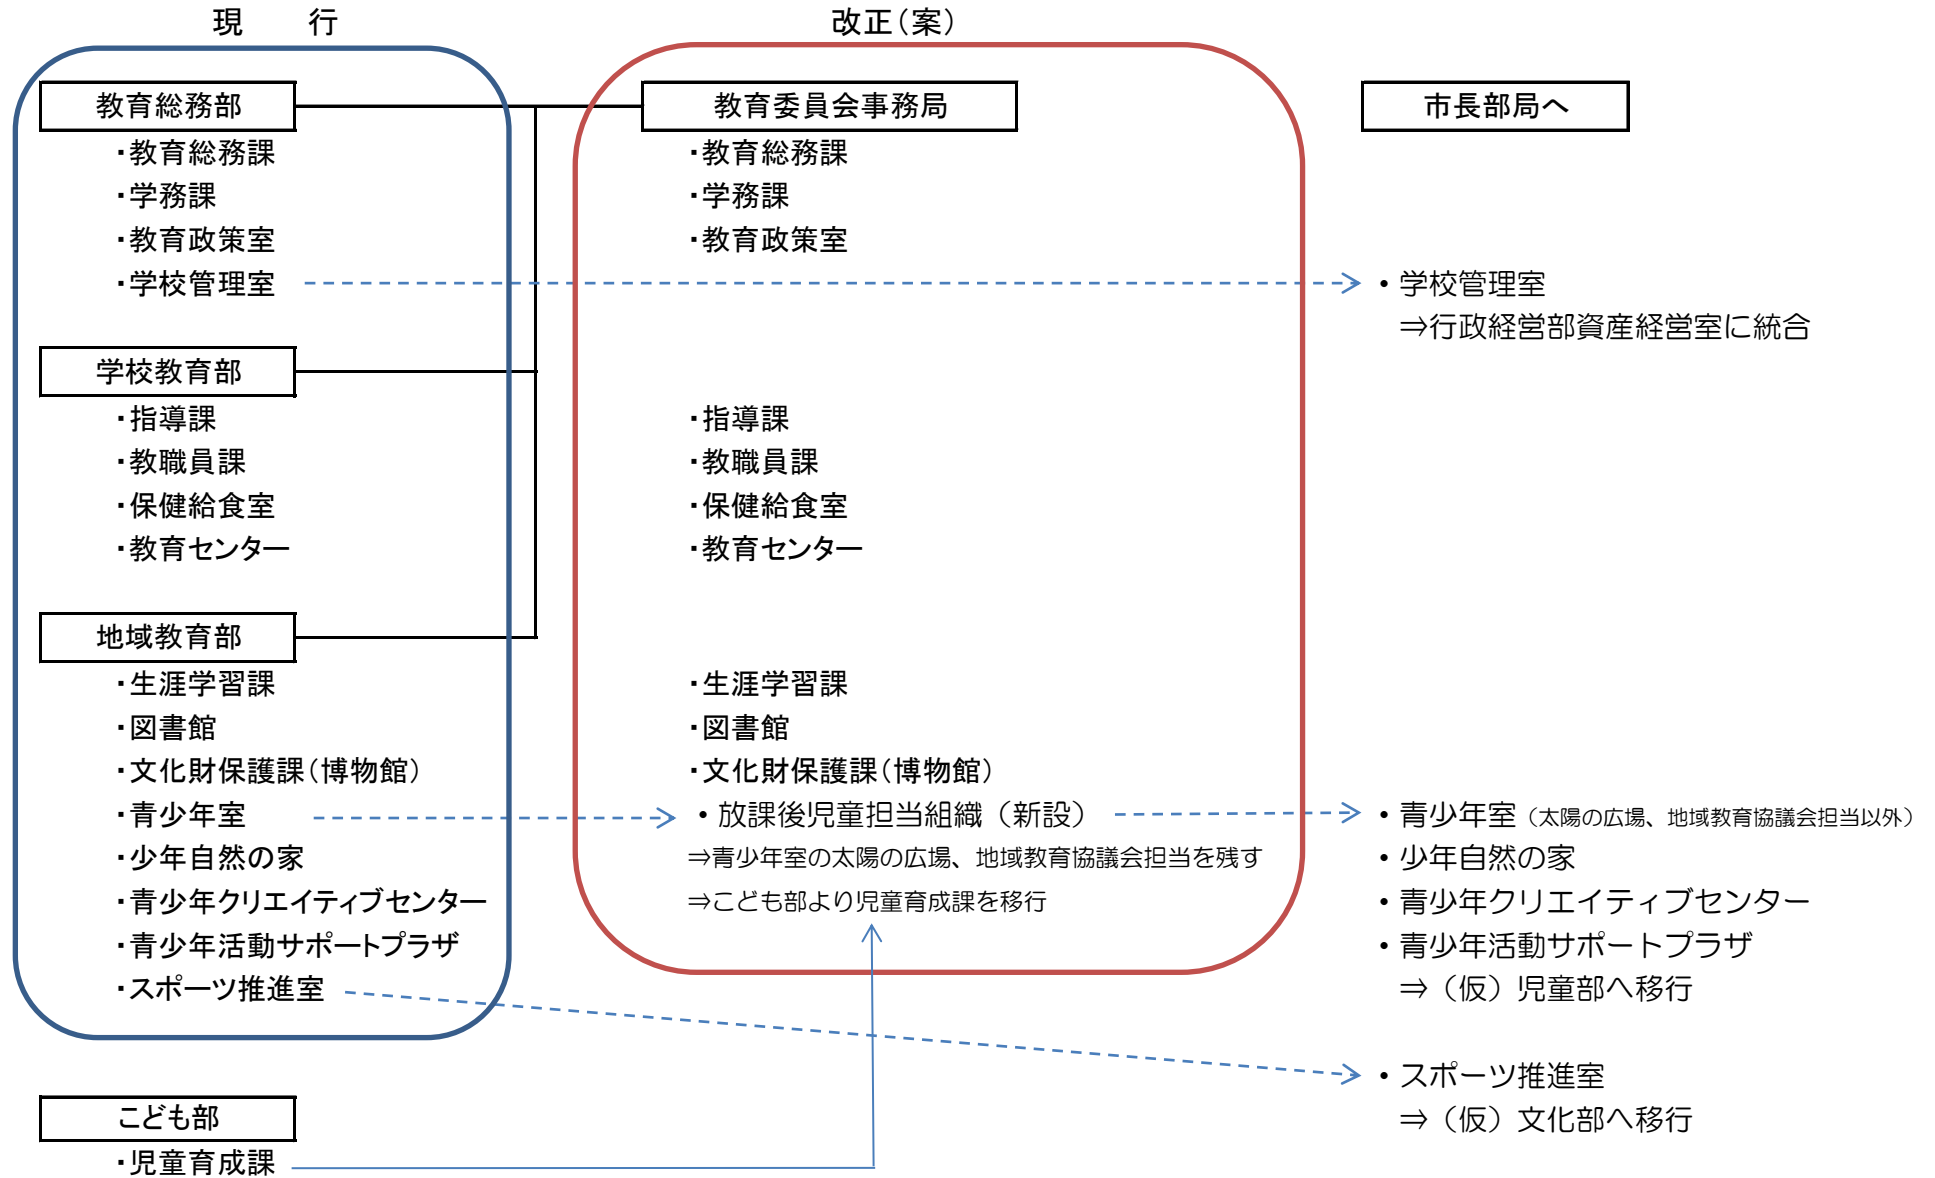 現　　行
改正（案）
教育総務部
教育委員会事務局
市長部局へ
・教育総務課
・教育総務課
・学務課
・学務課
・教育政策室
・教育政策室
・学校管理室
・学校管理室
⇒行政経営部資産経営室に統合
学校教育部
・指導課
・指導課
・教職員課
・教職員課
・保健給食室
・保健給食室
・教育センター
・教育センター
地域教育部
・生涯学習課
・生涯学習課
・図書館
・図書館
・文化財保護課（博物館）
・文化財保護課（博物館）
・青少年室
・放課後児童担当組織（新設）
・青少年室（太陽の広場、地域教育協議会担当以外）
・少年自然の家
⇒青少年室の太陽の広場、地域教育協議会担当を残す
・少年自然の家
・青少年クリエイティブセンター
⇒こども部より児童育成課を移行
・青少年クリエイティブセンター
・青少年活動サポートプラザ
・青少年活動サポートプラザ
・スポーツ推進室
⇒（仮）児童部へ移行
・スポーツ推進室
こども部
⇒（仮）文化部へ移行
・児童育成課